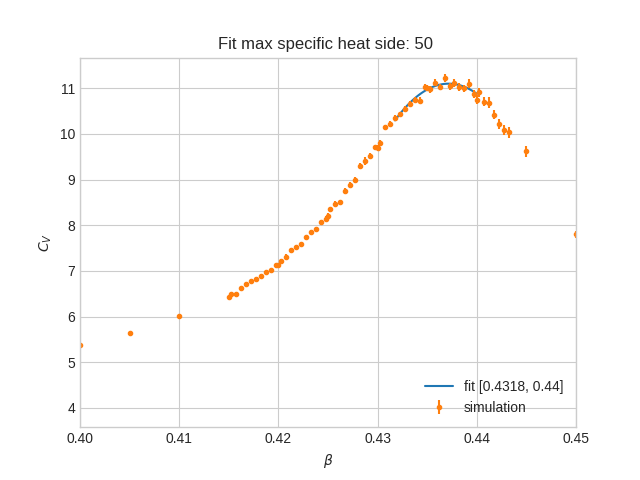 Fit max specific heat side: 50
C_V
11
10
9
8
7
6
5
4
0.40 0.41 0.42 0.43 0.44 0.45
β
fit [0.4318, 0.44]
simulation